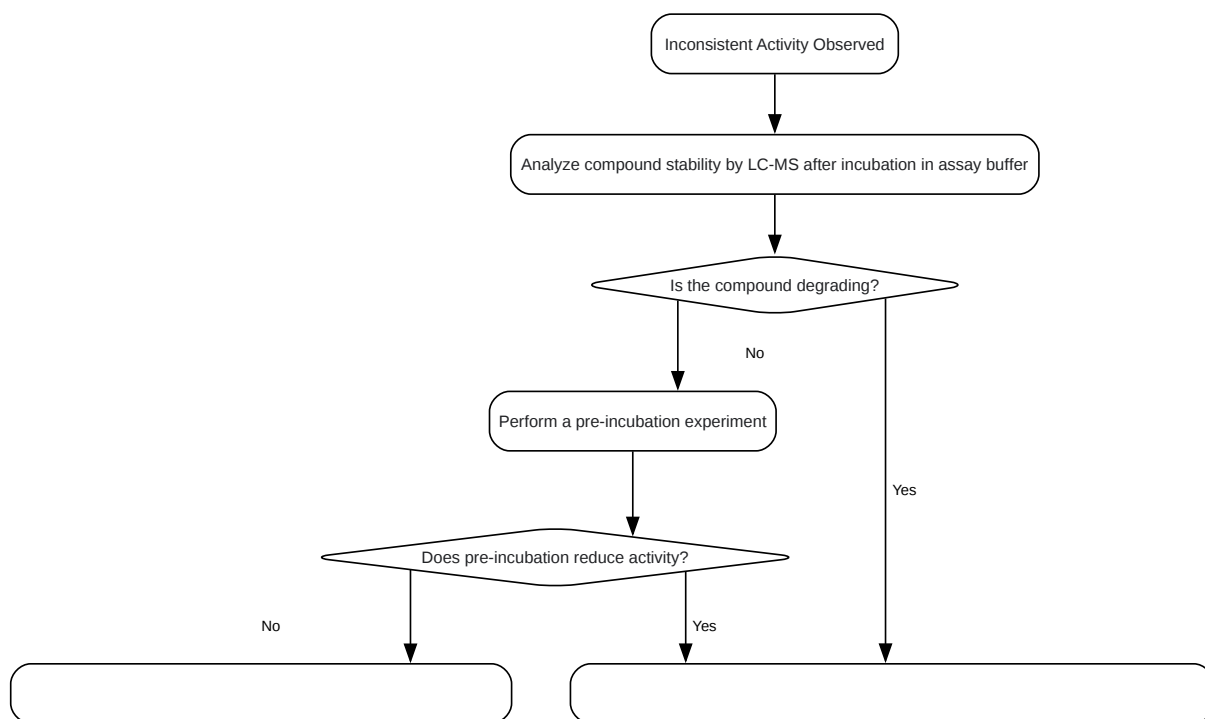 Inconsistent Activity Observed
Analyze compound stability by LC-MS after incubation in assay buffer
Is the compound degrading?
No
Perform a pre-incubation experiment
Yes
Does pre-incubation reduce activity?
No
Yes